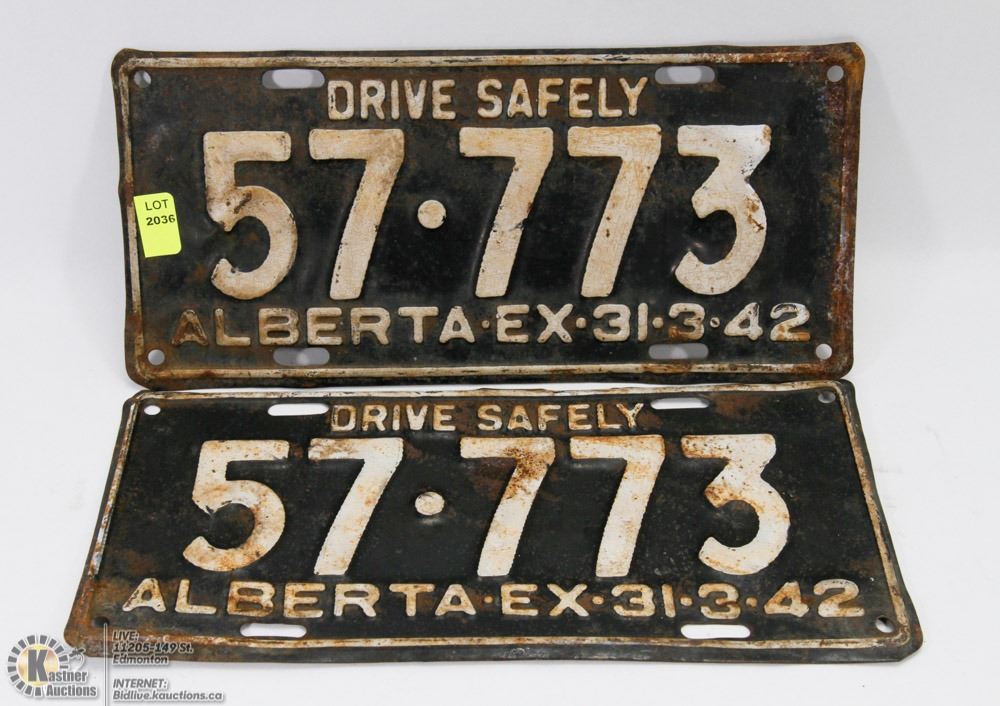 DRIVE SAFELY
57·773
ALBERTA·EX·31·3·42
LOT
2036
DRIVE SAFELY
57·773
ALBERTA·EX·31·3·42
K
Kastner
Auctions
LIVE:
11205-149 St.
Edmonton
INTERNET:
Bidlive.kauctions.ca